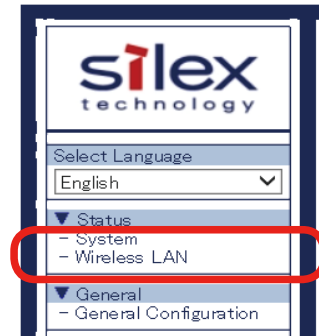 silex
technology
Select Language
English
▼ Status
- System
- Wireless LAN
▼ General
- General Configuration